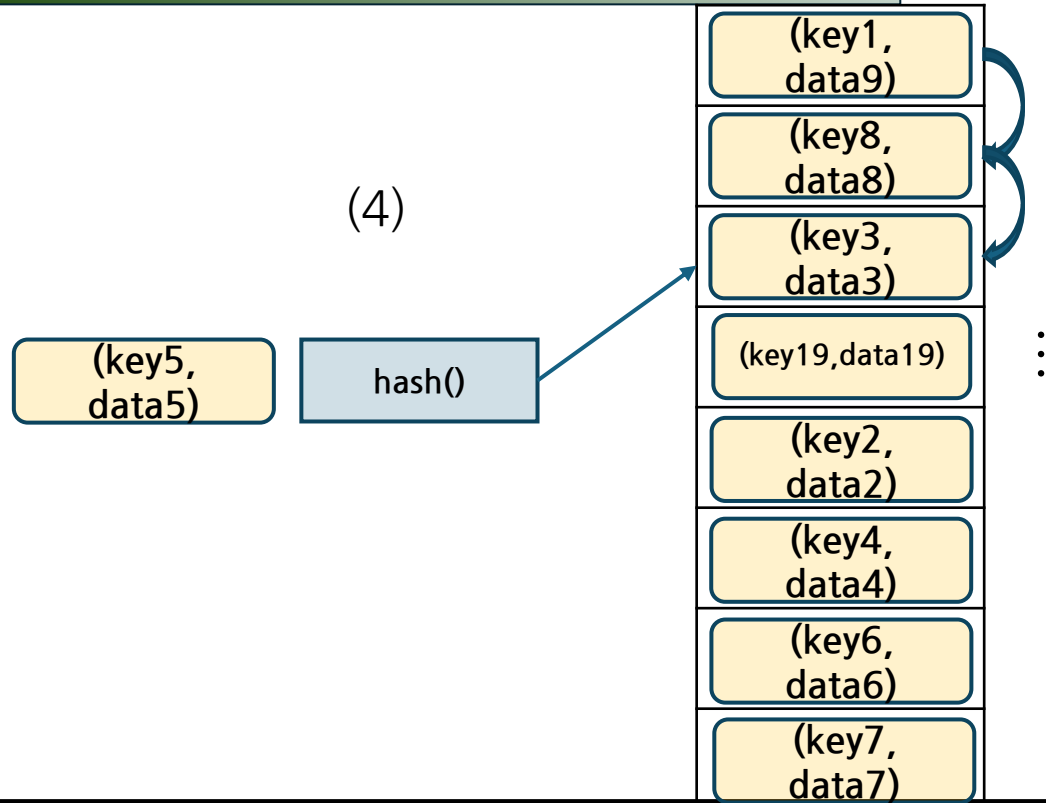 (key1,
data9)
(key8,
data8)
(4)
(key3,
data3)
(key19,data19)
⋮
(key5,
data5)
hash()
(key2,
data2)
(key4,
data4)
(key6,
data6)
(key7,
data7)